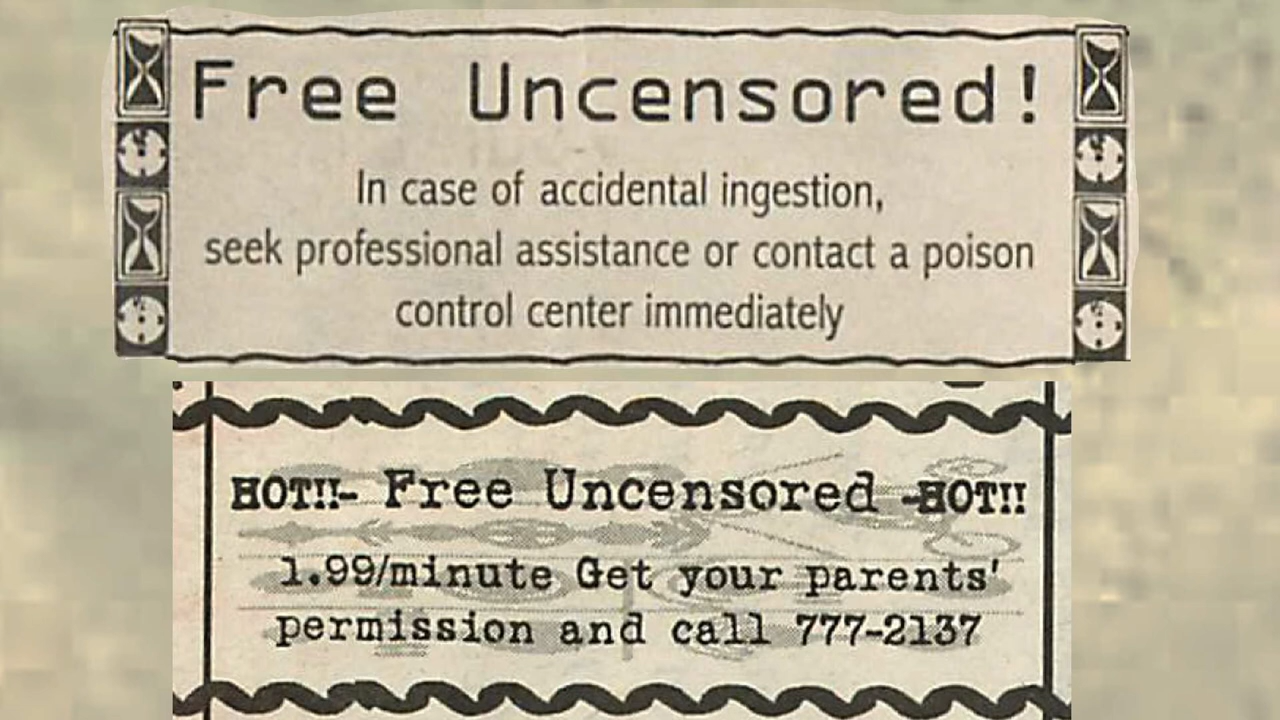 Free Uncensored!
In case of accidental ingestion,
seek professional assistance or contact a poison
control center immediately
HOT!!- Free Uncensored -HOT!!
1.99/minute Get your parents'
permission and call 777-2137